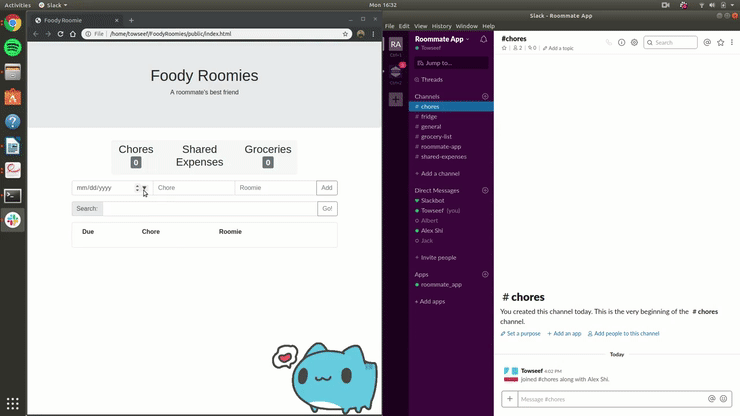 Activities
Slack
Mon 16:32
Foody Roomie
File
/home/towseef/FoodyRoomies/public/index.html
Foody Roomies
A roommate's best friend
Chores
0
Shared
Expenses
Groceries
0
mm/dd/yyyy
Chore
Roomie
Add
Search:
Go!
Due
Chore
Roomie
Slack - Roommate App
File Edit View History Window Help
RA
Roommate App
Towseef
Jump to...
Threads
Channels
# chores
# fridge
# general
# grocery-list
# roommate-app
# shared-expenses
+ Add a channel
Direct Messages
Slackbot
Towseef (you)
Albert
Alex Shi
Jack
+ Invite people
Apps
roommate_app
+ Add apps
#chores
2
0
Add a topic
Search
# chores
You created this channel today. This is the very beginning of the # chores
channel.
Set a purpose
+ Add an app
Add people to this channel
Today
Towseef 4:02 PM
joined #chores along with Alex Shi.
Message #chores